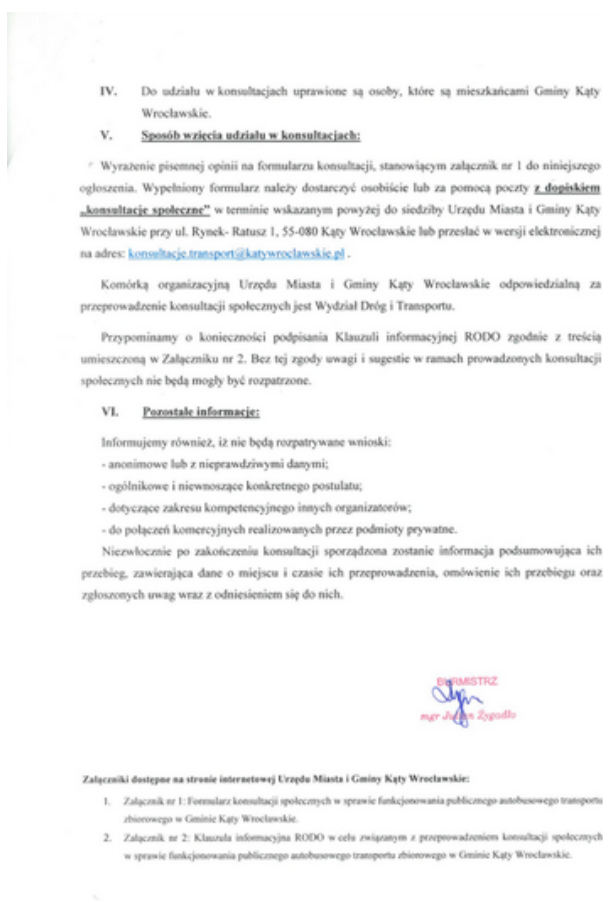 IV. Do udziału w konsultacjach uprawione są osoby, które są mieszkańcami Gminy Kąty
Wrocławskie.
V. Sposób wzięcia udziału w konsultacjach:
Wyrażenie pisemnej opinii na formularzu konsultacji, stanowiącym załącznik nr 1 do niniejszego
ogłoszenia. Wypełniony formularz należy dostarczyć osobiście lub za pomocą poczty z dopiskiem
„konsultacje społeczne" w terminie wskazanym powyżej do siedziby Urzędu Miasta i Gminy Kąty
Wrocławskie przy ul. Rynek- Ratusz 1, 55-080 Kąty Wrocławskie lub przesłać w wersji elektronicznej
na adres: konsultacje.transport@katywroclawskie.pl .
Komórką organizacyjną Urzędu Miasta i Gminy Kąty Wrocławskie odpowiedzialną za
przeprowadzenie konsultacji społecznych jest Wydział Dróg i Transportu.
Przypominamy o konieczności podpisania Klauzuli informacyjnej RODO zgodnie z treścią
umieszczoną w Załączniku nr 2. Bez tej zgody uwagi i sugestie w ramach prowadzonych konsultacji
społecznych nie będą mogły być rozpatrzone.
VI. Pozostałe informacje:
Informujemy również, iż nie będą rozpatrywane wnioski:
- anonimowe lub z nieprawdziwymi danymi;
- ogólnikowe i niewnoszące konkretnego postulatu;
- dotyczące zakresu kompetencyjnego innych organizatorów;
- do połączeń komercyjnych realizowanych przez podmioty prywatne.
Niezwłocznie po zakończeniu konsultacji sporządzona zostanie informacja podsumowująca ich
przebieg, zawierająca dane o miejscu i czasie ich przeprowadzenia, omówienie ich przebiegu oraz
zgłoszonych uwag wraz z odniesieniem się do nich.
BURMISTRZ
mgr Julian Żygadło
Załączniki dostępne na stronie internetowej Urzędu Miasta i Gminy Kąty Wrocławskie:
1. Załącznik nr 1: Formularz konsultacji społecznych w sprawie funkcjonowania publicznego autobusowego transportu
zbiorowego w Gminie Kąty Wrocławskie.
2. Załącznik nr 2: Klauzula informacyjna RODO w celu związanym z przeprowadzeniem konsultacji społecznych
w sprawie funkcjonowania publicznego autobusowego transportu zbiorowego w Gminie Kąty Wrocławskie.